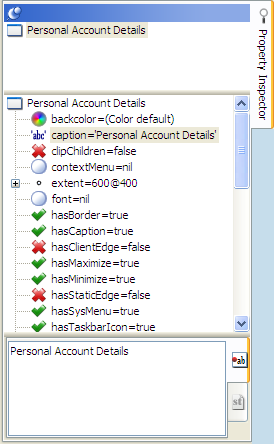 Personal Account Details
Property Inspector
Personal Account Details
backcolor=(Color default)
'abc' caption='Personal Account Details'
clipChildren=false
contextMenu=nil
extent=600@400
font=nil
hasBorder=true
hasCaption=true
hasClientEdge=false
hasMaximize=true
hasMinimize=true
hasStaticEdge=false
hasSysMenu=true
hasTaskbarIcon=true
Personal Account Details
ab
st